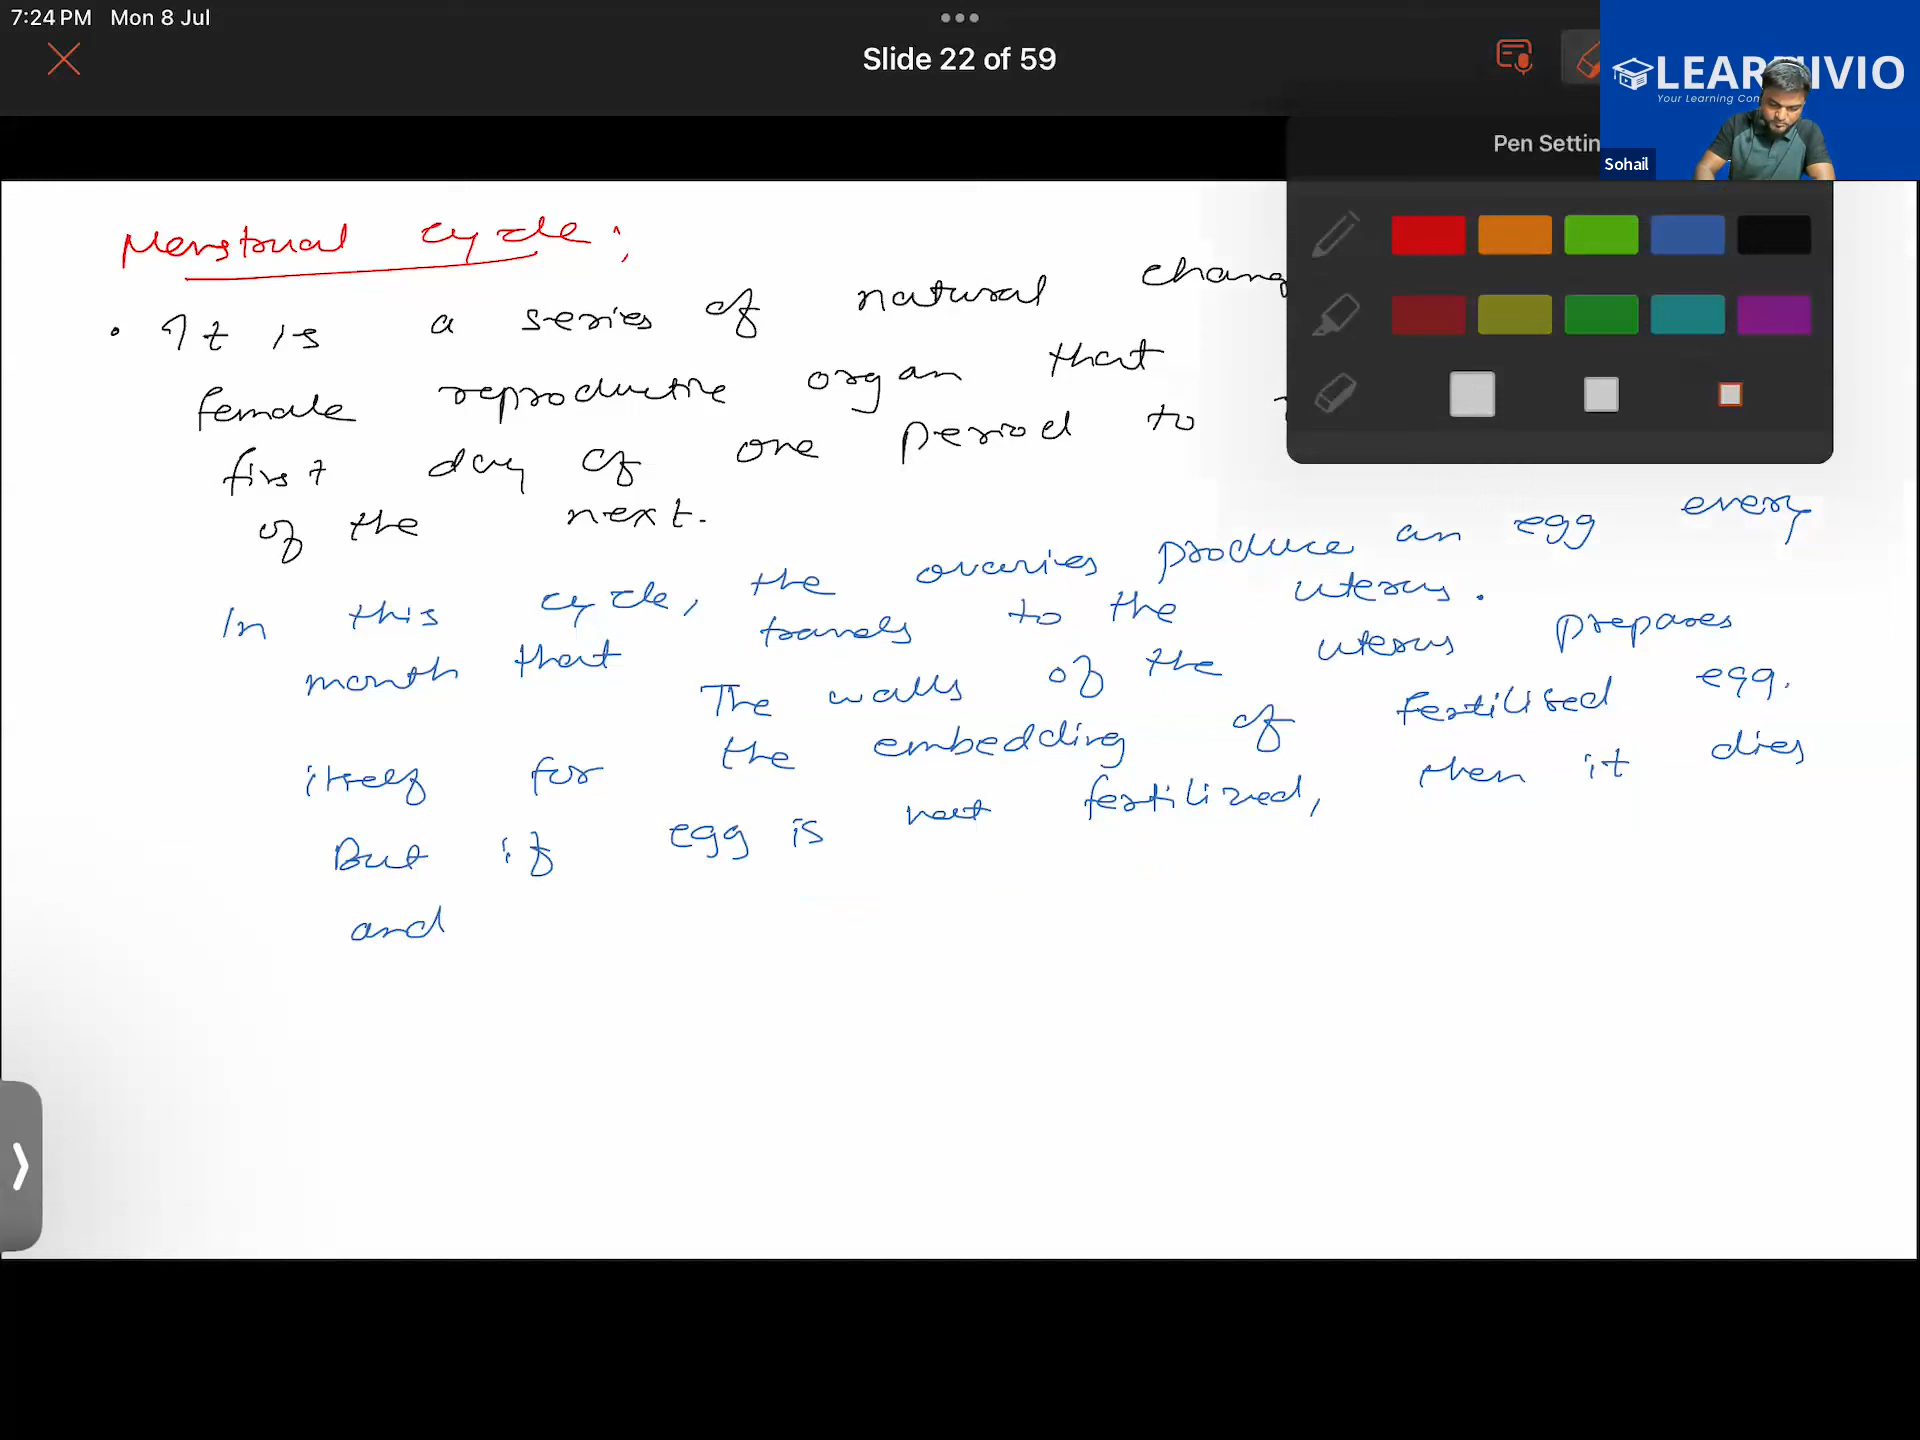 7:24 PM Mon 8 Jul
Slide 22 of 59
Your Learning Com
Pen Settin
Sohail
Menstrual cycle:
• It is a series of natural chang
female reproductive organ that
first day of one period to
of the next.
In this cycle, the ovaries produce an egg every
month that travels to the uterus.
The walls of the uterus prepares
itself for the embedding of fertilised egg.
But if egg is not fertilized, then it dies
and